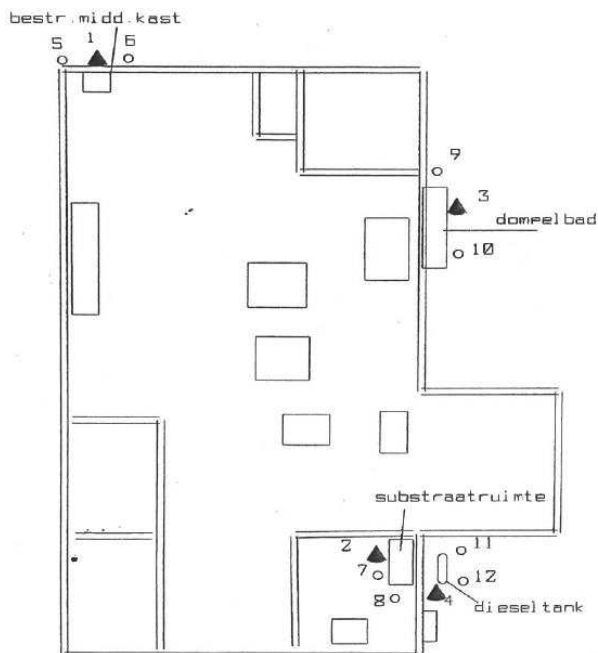 bestr.midd.kast
5 1 6
9
3
dompelbad
10
substraatruimte
2
11
7
12
8
4
dieseltank